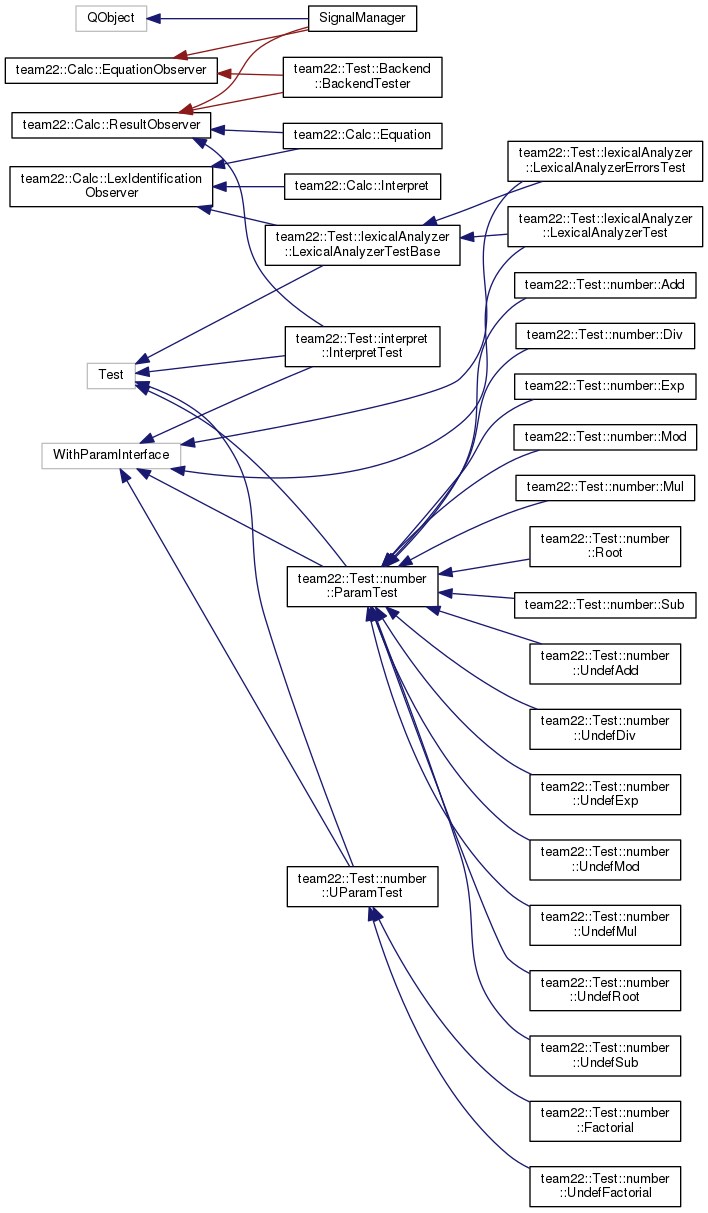 QObject
SignalManager
team22::Calc::EquationObserver
team22::Test::Backend
::BackendTester
team22::Calc::ResultObserver
team22::Calc::Equation
team22::Calc::LexIdentification
Observer
team22::Calc::Interpret
team22::Test::lexicalAnalyzer
::LexicalAnalyzerErrorsTest
team22::Test::lexicalAnalyzer
::LexicalAnalyzerTest
team22::Test::lexicalAnalyzer
::LexicalAnalyzerTestBase
team22::Test::number::Add
team22::Test::interpret
::InterpretTest
team22::Test::number::Div
Test
team22::Test::number::Exp
team22::Test::number::Mod
WithParamInterface
team22::Test::number::Mul
team22::Test::number
::Root
team22::Test::number
::ParamTest
team22::Test::number::Sub
team22::Test::number
::UndefAdd
team22::Test::number
::UndefDiv
team22::Test::number
::UndefExp
team22::Test::number
::UndefMod
team22::Test::number
::UParamTest
team22::Test::number
::UndefMul
team22::Test::number
::UndefRoot
team22::Test::number
::UndefSub
team22::Test::number
::Factorial
team22::Test::number
::UndefFactorial